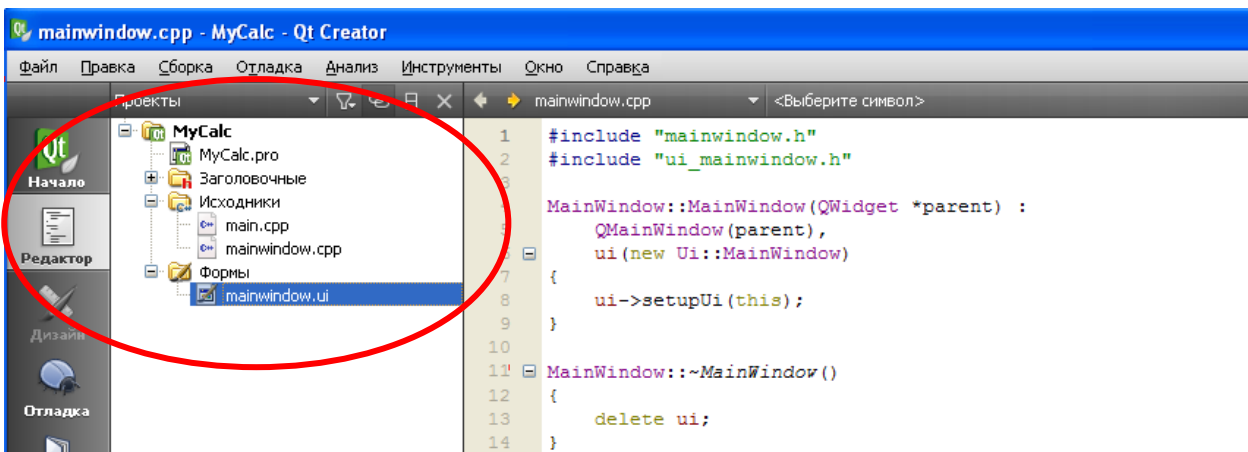 mainwindow.cpp - MyCalc - Qt Creator
Файл Правка Сборка Отладка Анализ Инструменты Окно Справка
Проекты mainwindow.cpp <Выберите символ>
Начало
Редактор
Дизайн
Отладка
MyCalc
MyCalc.pro
Заголовочные
Исходники
main.cpp
mainwindow.cpp
Формы
mainwindow.ui
1 #include "mainwindow.h"
2 #include "ui_mainwindow.h"
3
MainWindow::MainWindow(QWidget *parent) :
5 QMainWindow(parent),
6 ui(new Ui::MainWindow)
7 {
8 ui->setupUi(this);
9 }
10
11 MainWindow::~MainWindow()
12 {
13 delete ui;
14 }